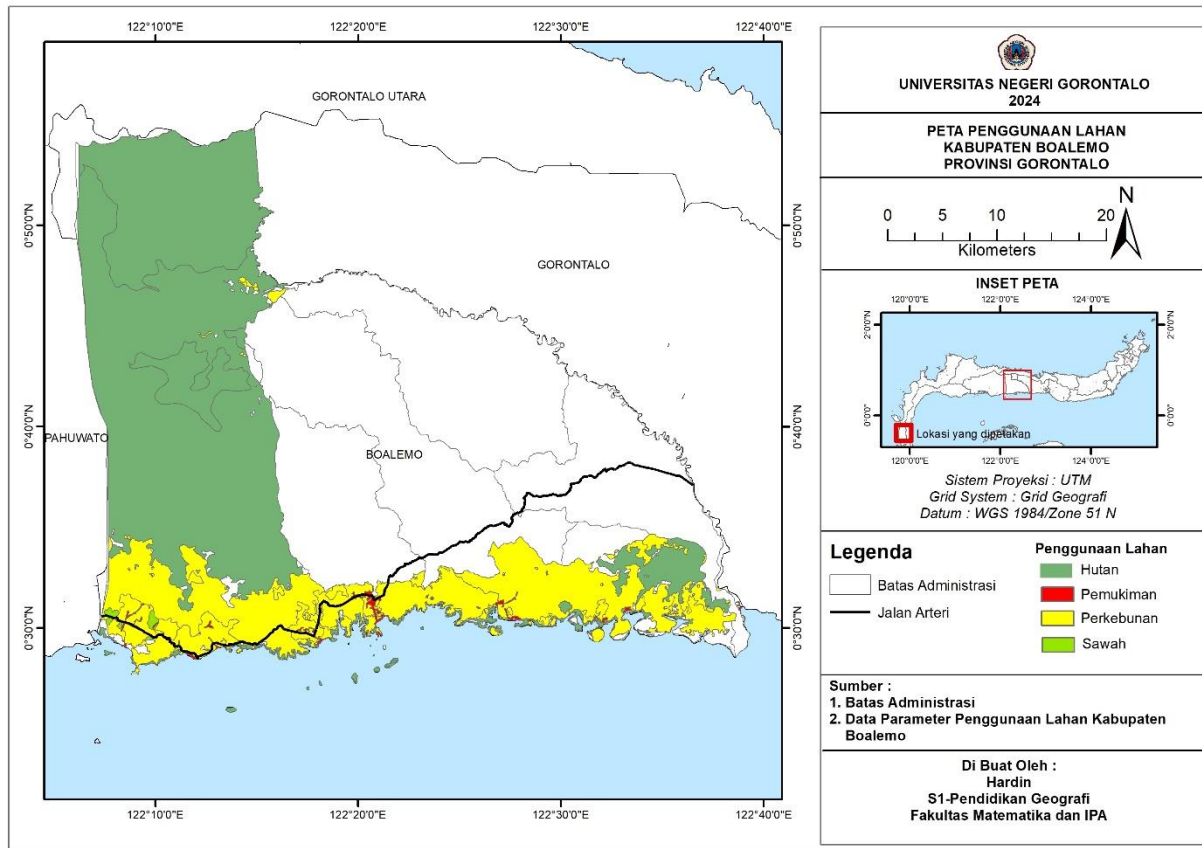 122°10'0"E
122°20'0"E
122°30'0"E
122°40'0"E
GORONTALO UTARA
0°50'0"N
0°50'0"N
GORONTALO
0°40'0"N
0°40'0"N
PAHUWATO
BOALEMO
0°30'0"N
0°30'0"N
122°10'0"E
122°20'0"E
122°30'0"E
122°40'0"E
UNIVERSITAS NEGERI GORONTALO
2024
PETA PENGGUNAAN LAHAN
KABUPATEN BOALEMO
PROVINSI GORONTALO
N
0 5 10 20
Kilometers
INSET PETA
120°0'0"E 122°0'0"E 124°0'0"E
2°0'0"N
2°0'0"N
0°0'0"
0°0'0"
Lokasi yang dipetakan
120°0'0"E 122°0'0"E 124°0'0"E
Sistem Proyeksi : UTM
Grid System : Grid Geografi
Datum : WGS 1984/Zone 51 N
Legenda
Batas Administrasi
Jalan Arteri
Penggunaan Lahan
Hutan
Pemukiman
Perkebunan
Sawah
Sumber :
1. Batas Administrasi
2. Data Parameter Penggunaan Lahan Kabupaten
Boalemo
Di Buat Oleh :
Hardin
S1-Pendidikan Geografi
Fakultas Matematika dan IPA